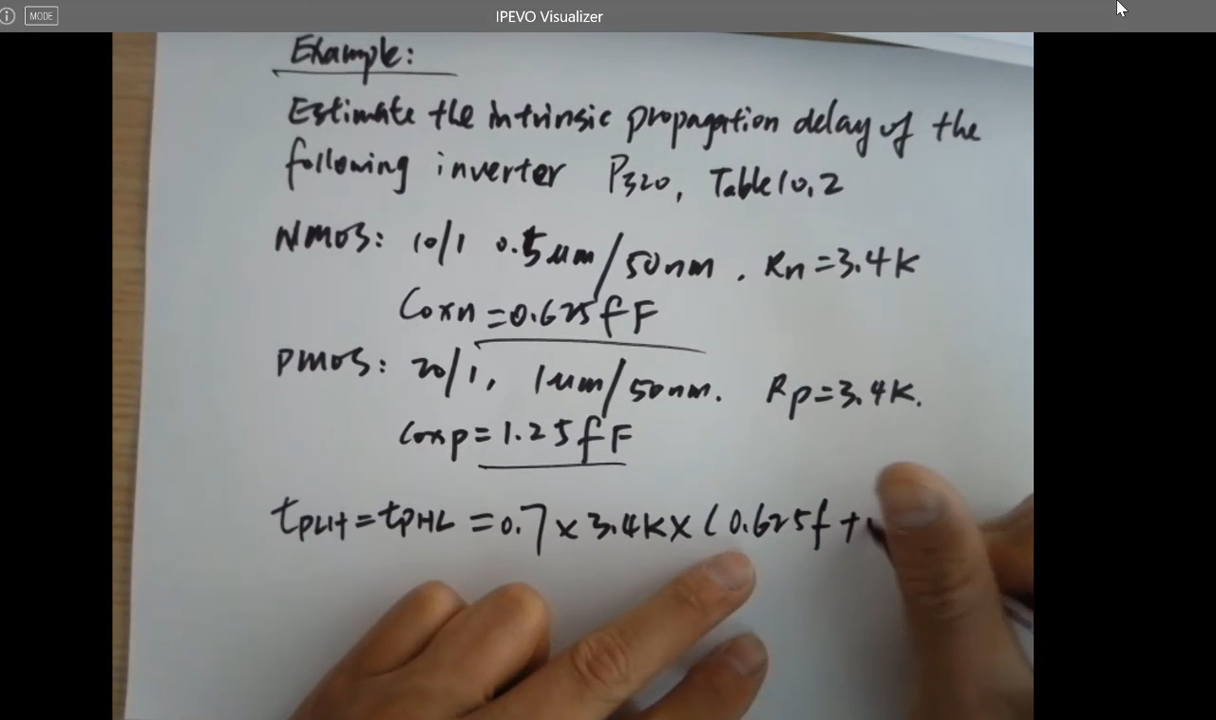 MODE
IPEVO Visualizer
Example:
Estimate the intrinsic propagation delay of the
following inverter P320, Table 10.2
NMOS: 10/1 0.5μm/50nm. Rn=3.4K
Coxn=0.625fF
PMOS: 20/1, 1μm/50nm. Rp=3.4K.
Coxp=1.25fF
tPLH=tPHL=0.7×3.4K×(0.625f+